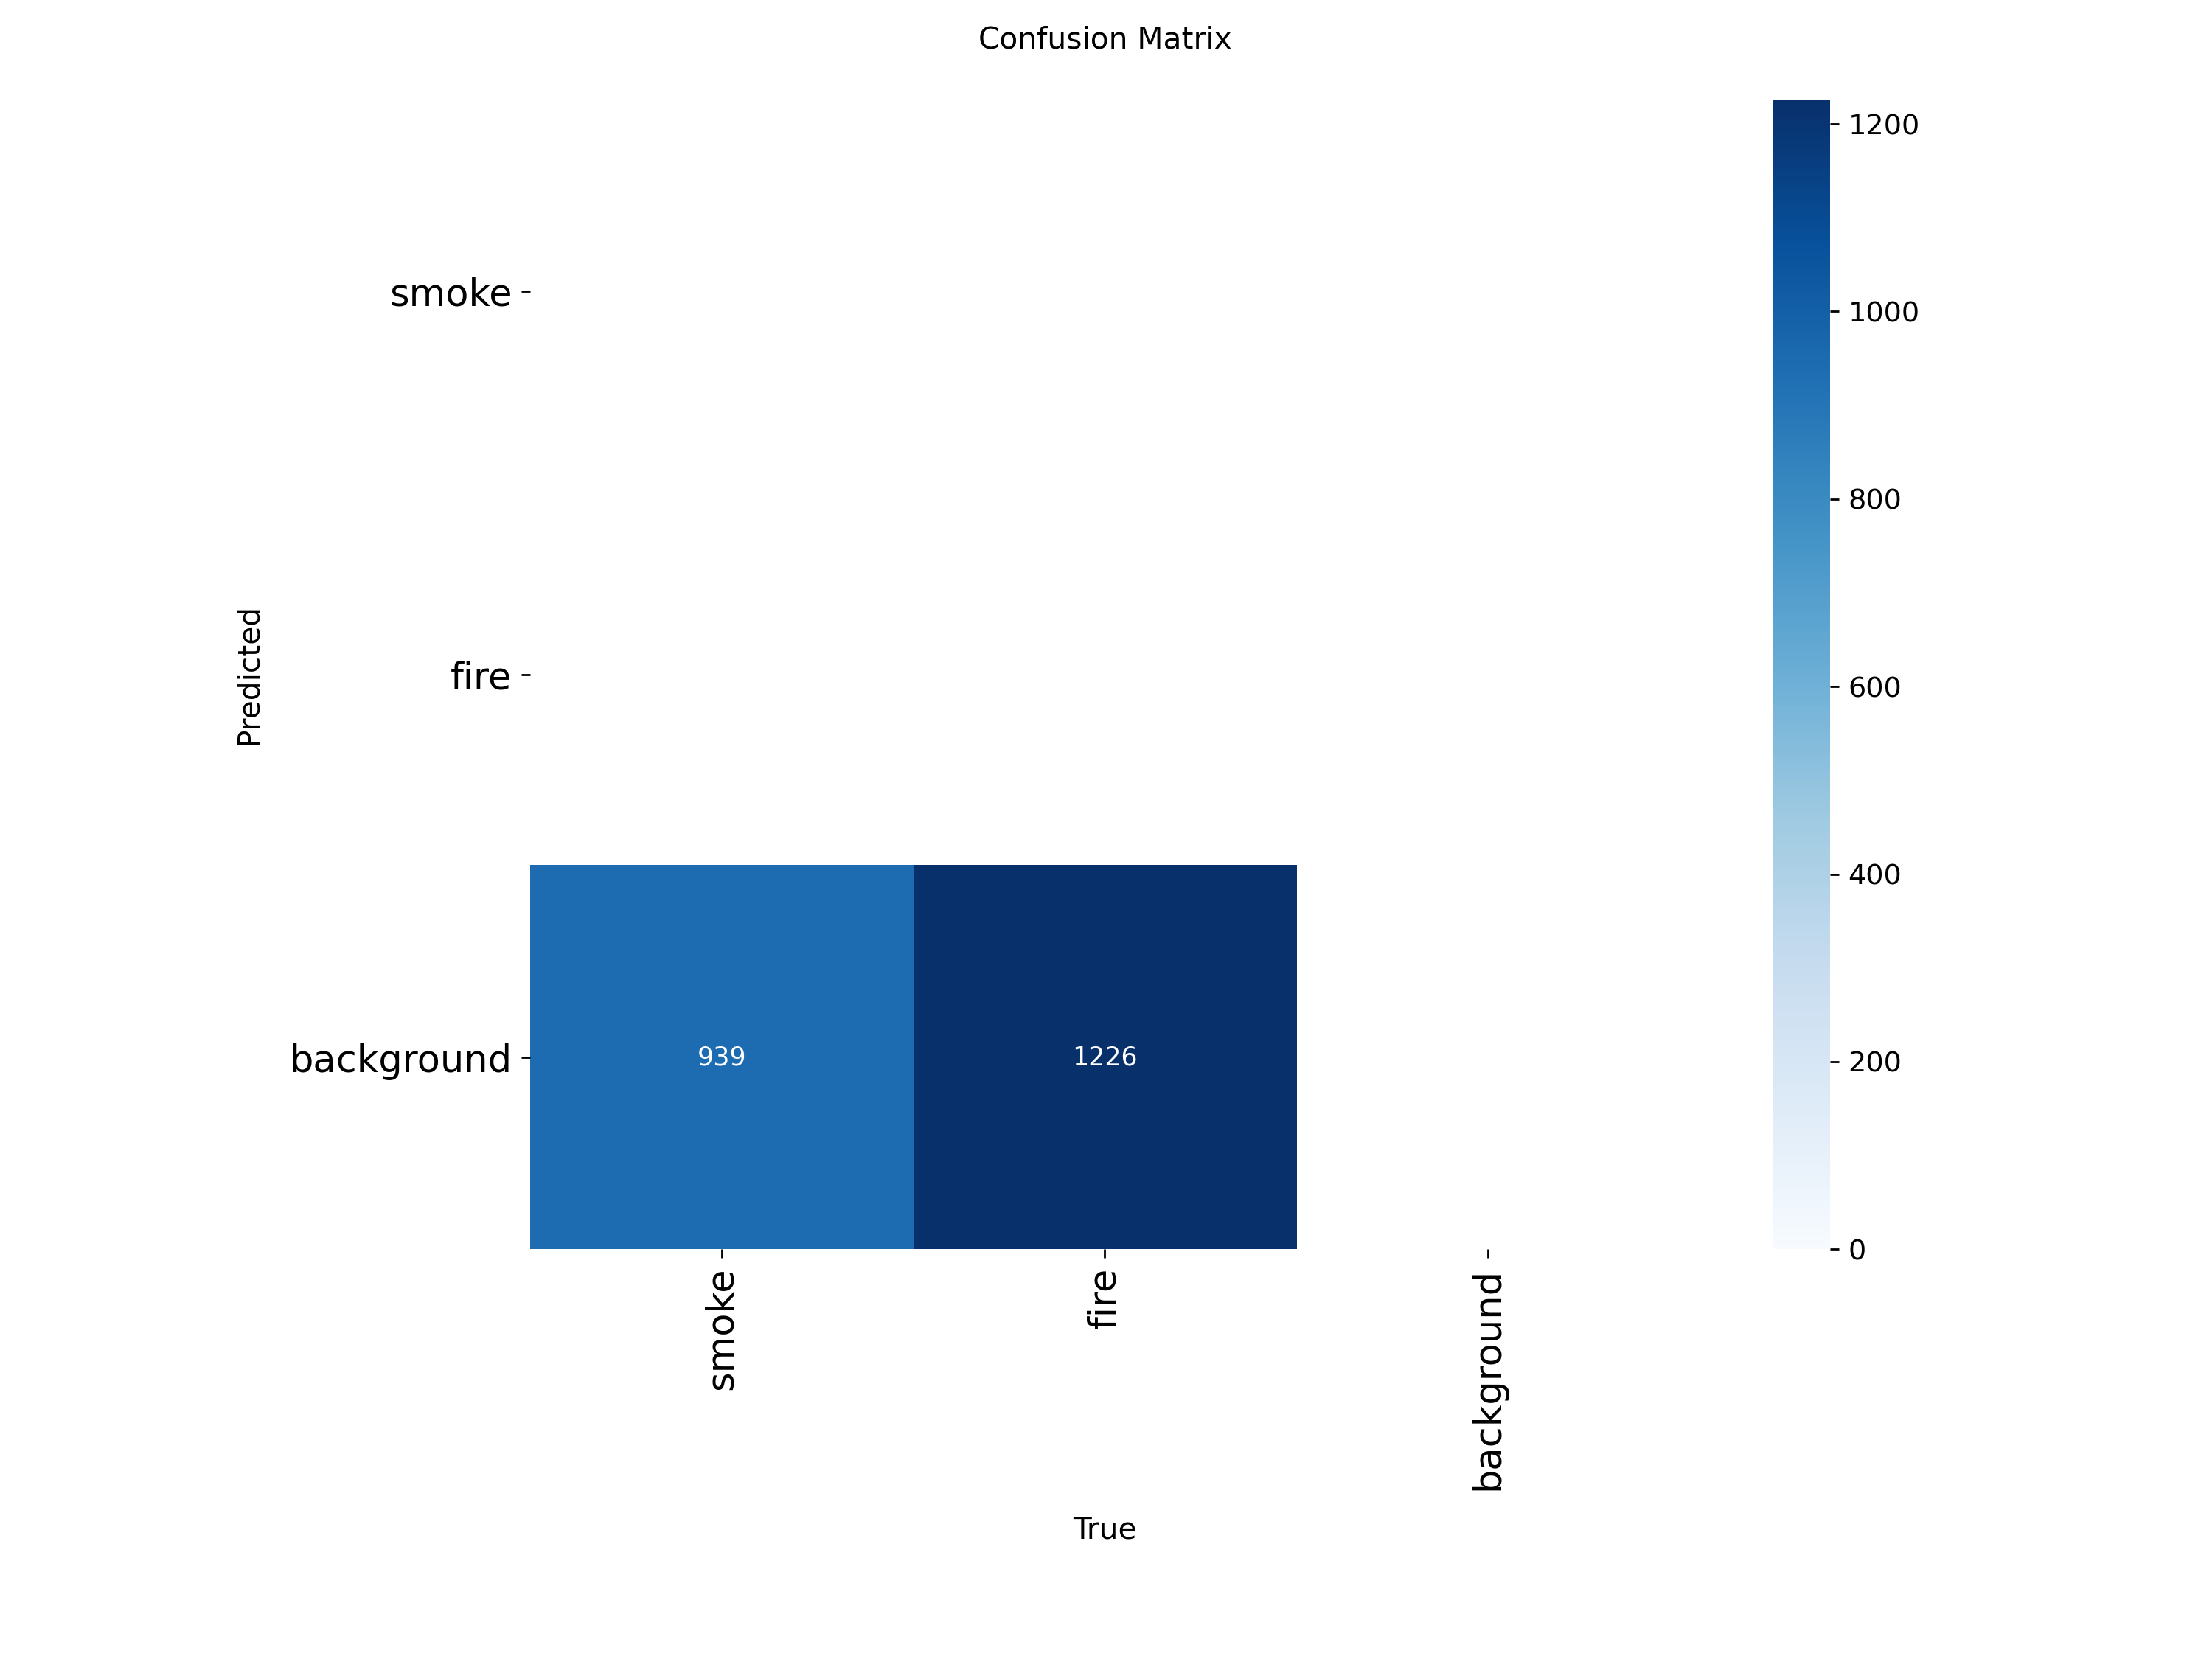 Confusion Matrix
1200
1000
800
600
400
200
0
Predicted
smoke
fire
background
939
1226
smoke
fire
background
True